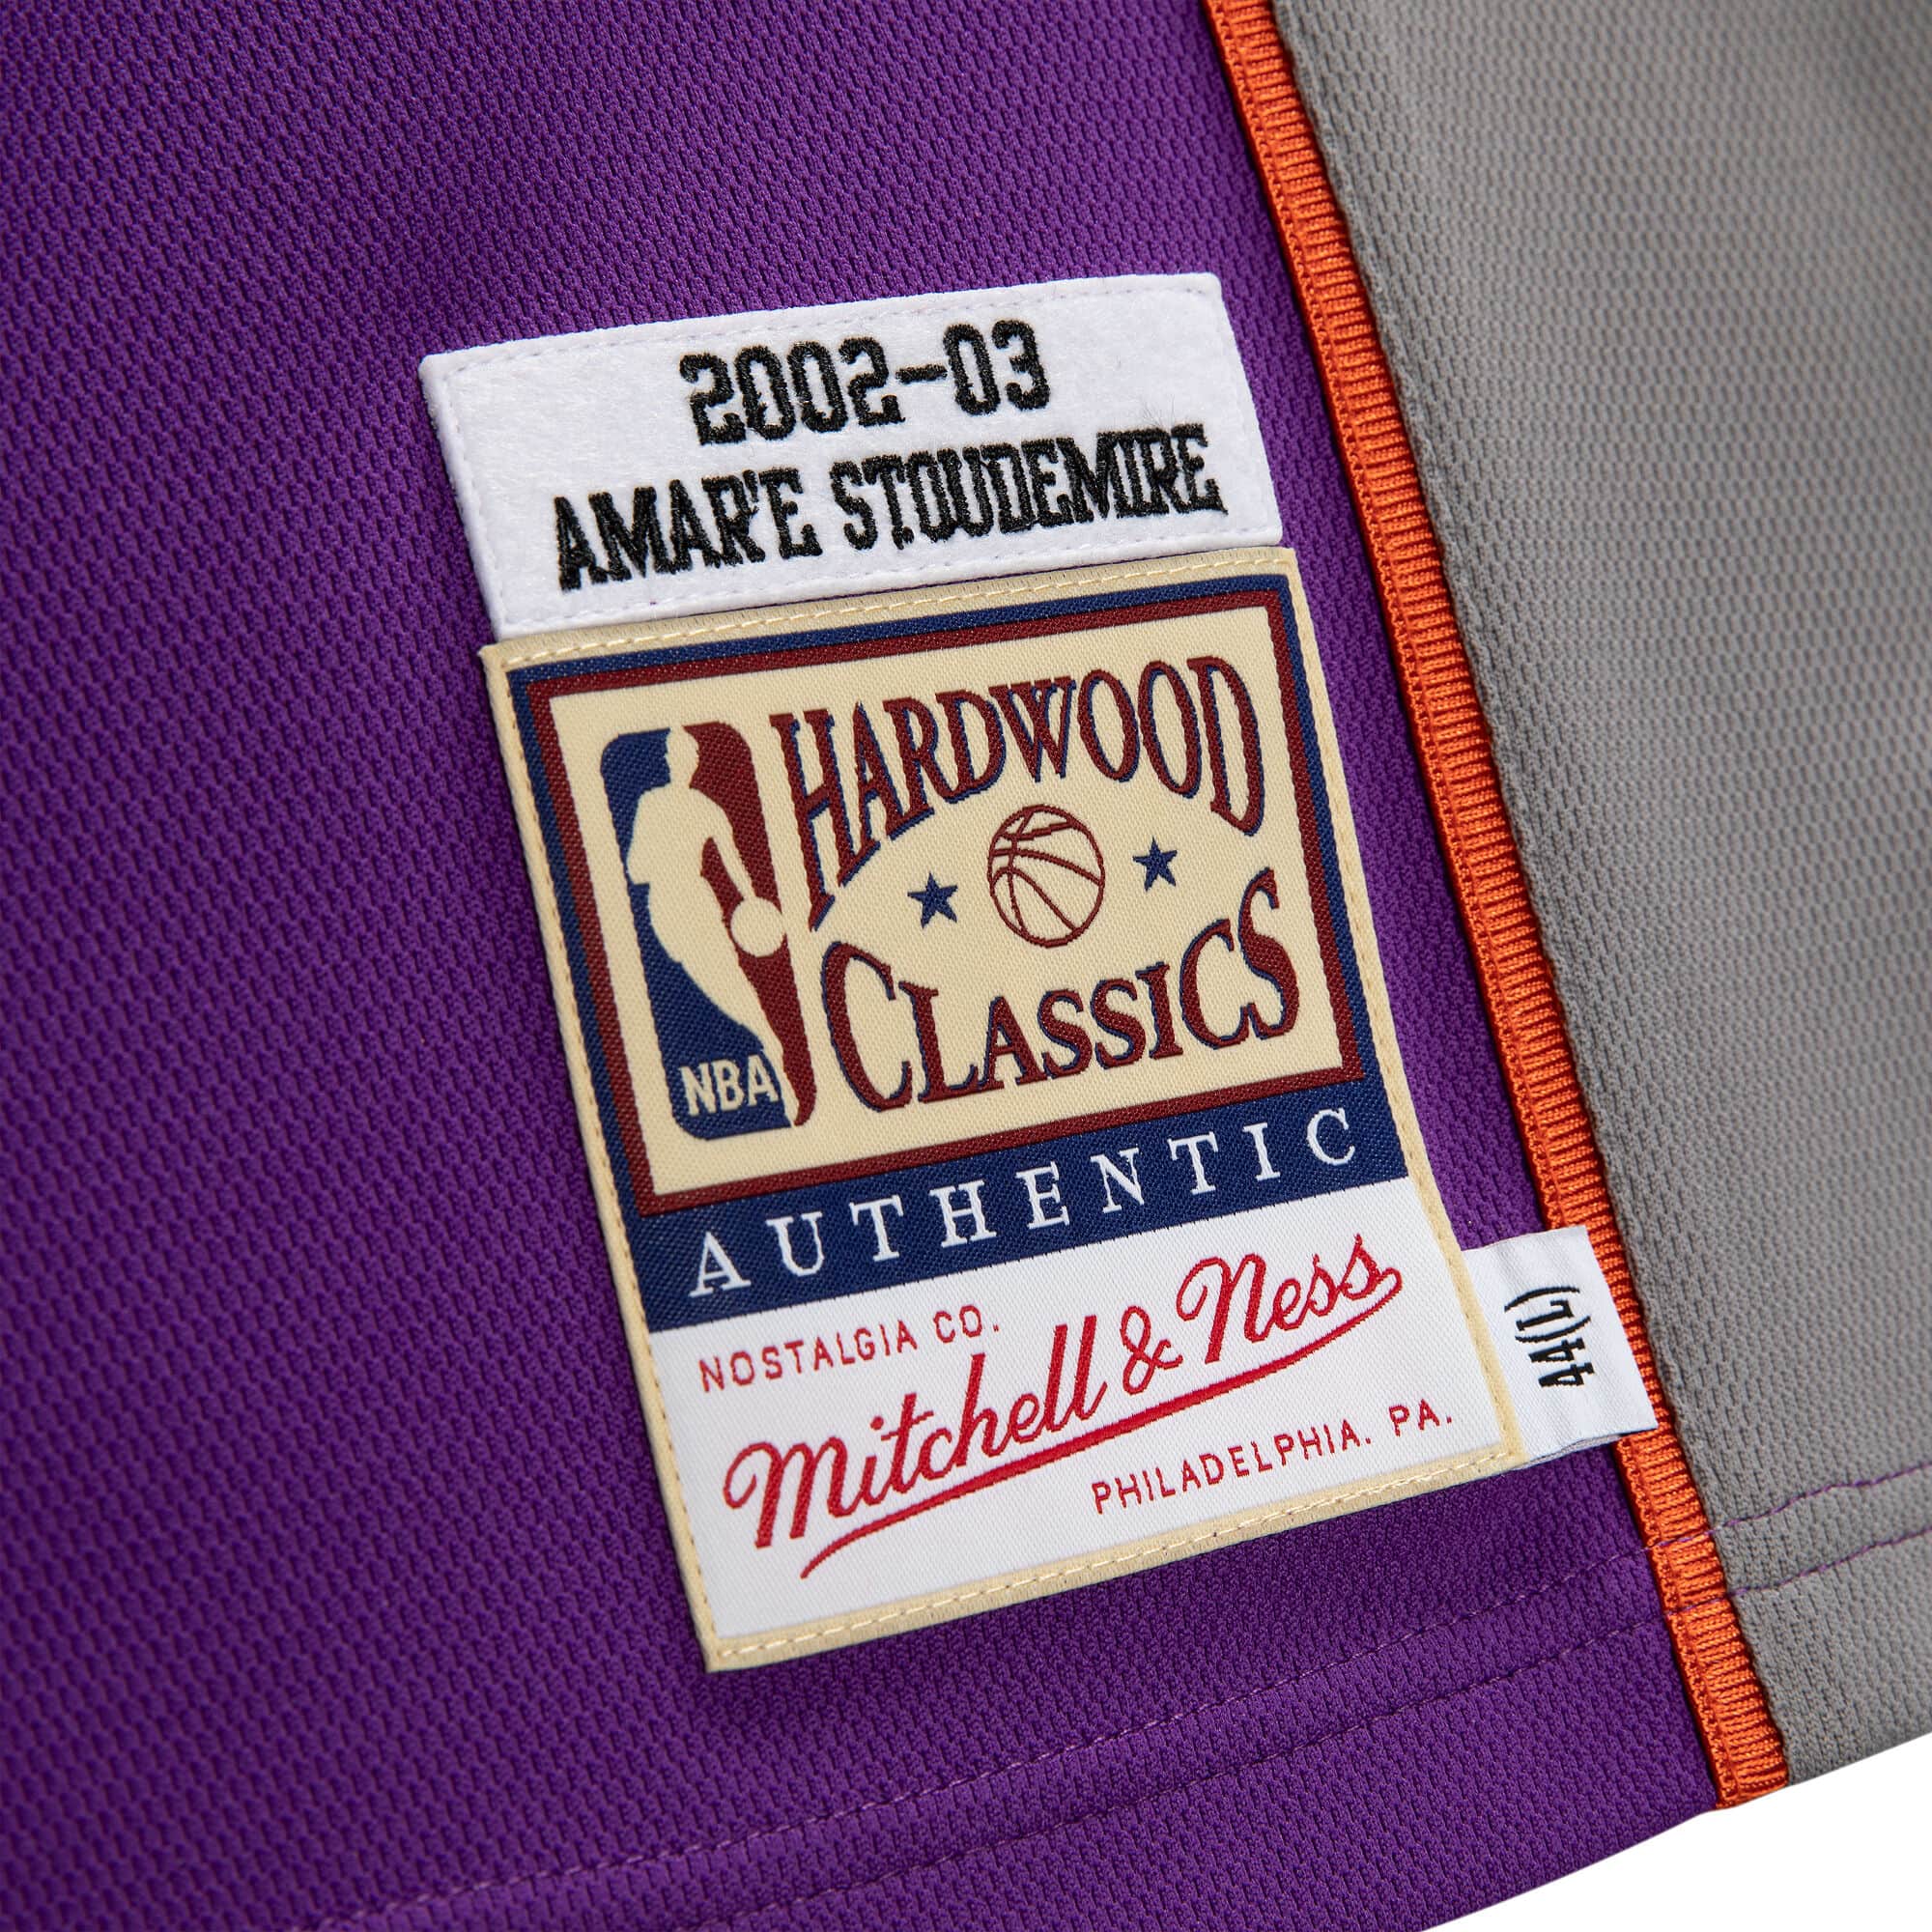 2002-03
AMAR'E STOUDEMIRE
HARDWOOD
CLASSICS
NBA
AUTHENTIC
NOSTALGIA CO.
Mitchell & Ness
PHILADELPHIA. PA.
44(L)